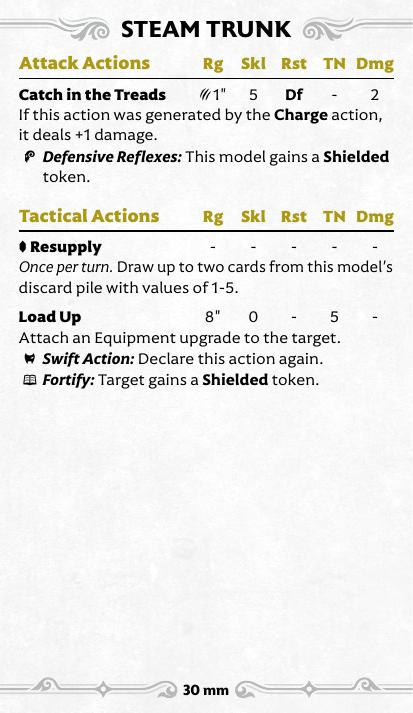 STEAM TRUNK
Attack Actions Rg Skl Rst TN Dmg
Catch in the Treads 1" 5 Df - 2
If this action was generated by the Charge action,
it deals +1 damage.
Defensive Reflexes: This model gains a Shielded
token.
Tactical Actions Rg Skl Rst TN Dmg
Resupply - - - - -
Once per turn. Draw up to two cards from this model's
discard pile with values of 1-5.
Load Up 8" 0 - 5 -
Attach an Equipment upgrade to the target.
Swift Action: Declare this action again.
Fortify: Target gains a Shielded token.
30 mm